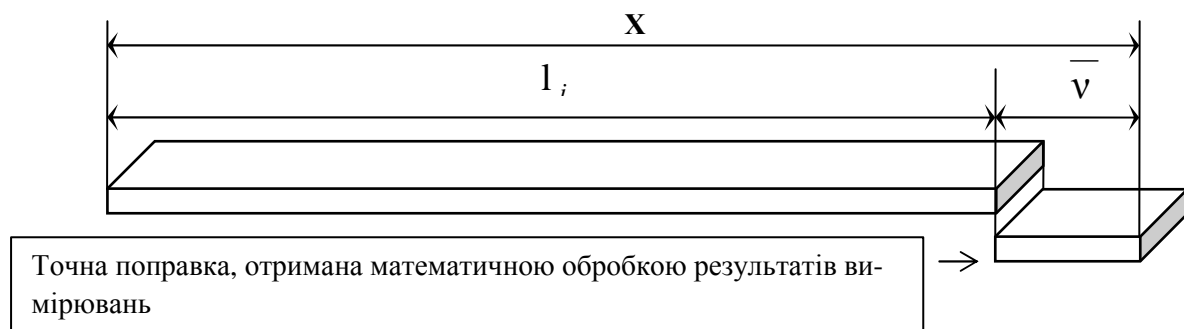 X
l i
v̅
Точна поправка, отримана математичною обробкою результатів ви-
мірювань